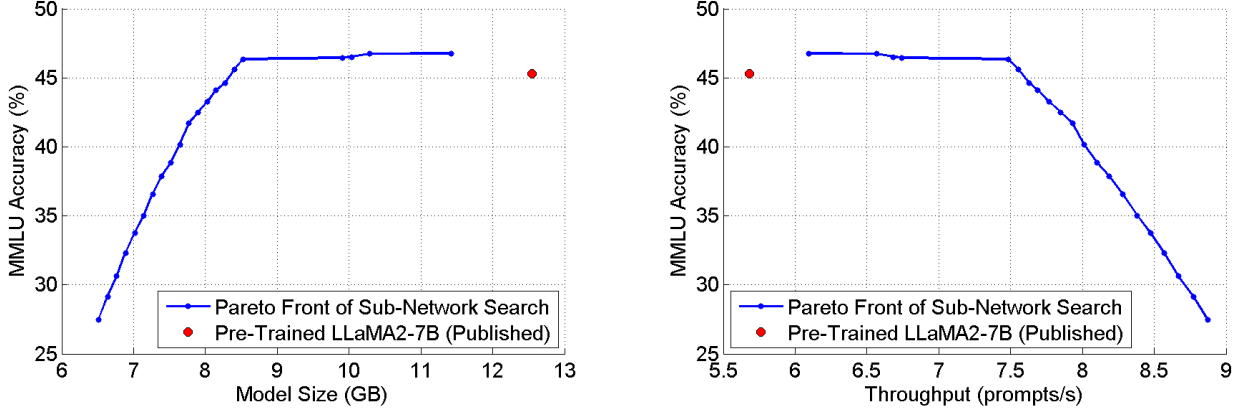 50
45
40
35
30
25
MMLU Accuracy (%)
6 7 8 9 10 11 12 13
Model Size (GB)
Pareto Front of Sub-Network Search
Pre-Trained LLaMA2-7B (Published)
50
45
40
35
30
25
MMLU Accuracy (%)
5.5 6 6.5 7 7.5 8 8.5 9
Throughput (prompts/s)
Pareto Front of Sub-Network Search
Pre-Trained LLaMA2-7B (Published)